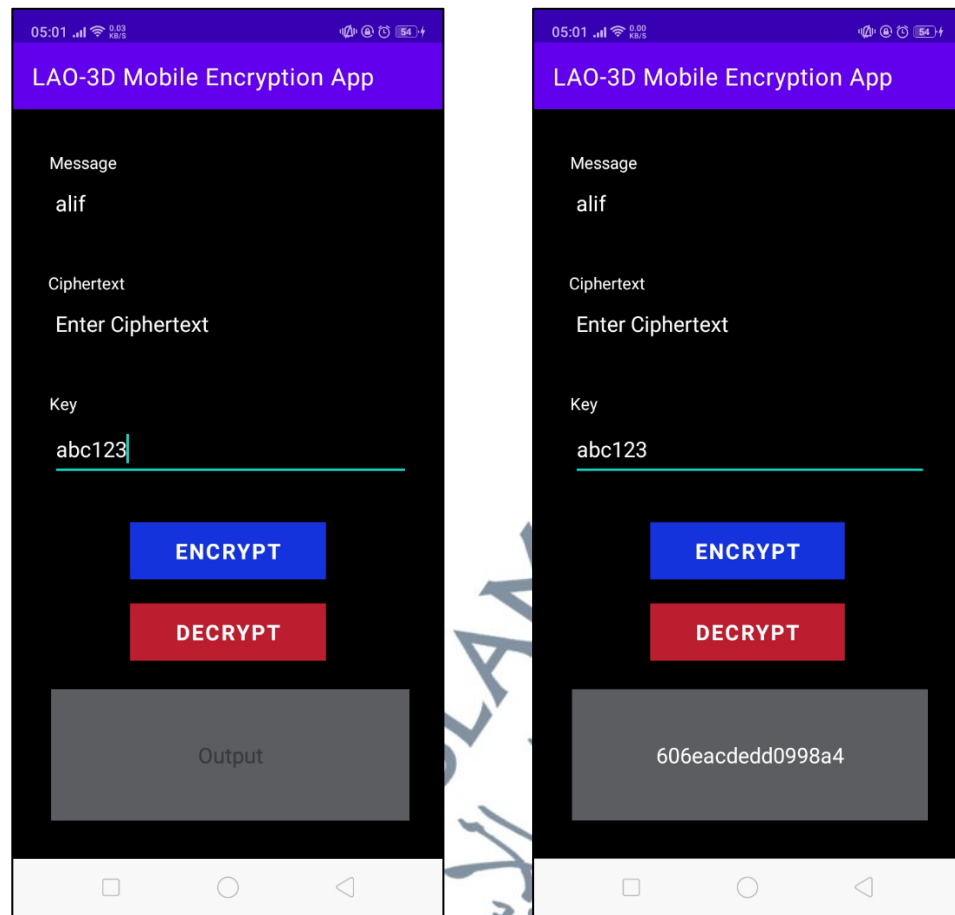 05:01 0.03 KB/S 54
LAO-3D Mobile Encryption App
Message
alif
Ciphertext
Enter Ciphertext
Key
abc123
ENCRYPT
DECRYPT
Output
05:01 0.00 KB/S 54
LAO-3D Mobile Encryption App
Message
alif
Ciphertext
Enter Ciphertext
Key
abc123
ENCRYPT
DECRYPT
606eacdedd0998a4